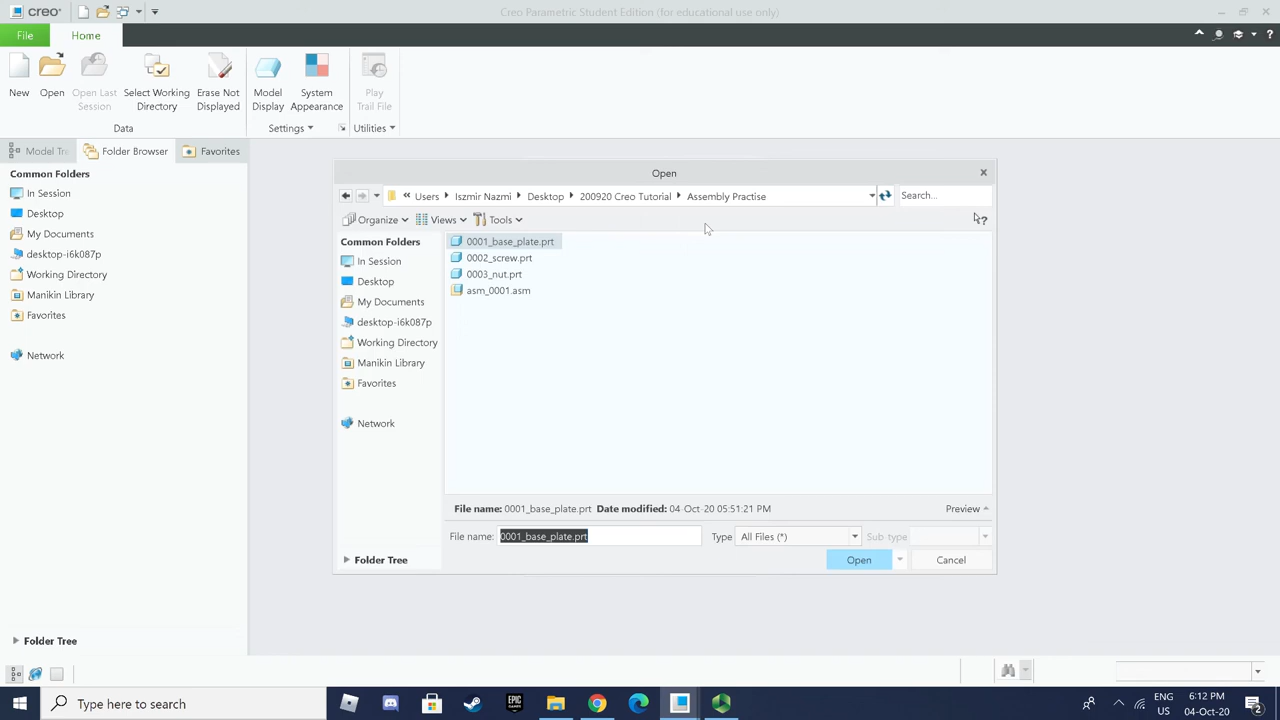 creo
Creo Parametric Student Edition (for educational use only)
File
Home
New
Open
Open Last Session
Select Working Directory
Erase Not Displayed
Model Display
System Appearance
Play Trail File
Data
Settings
Utilities
Model Tr
Folder Browser
Favorites
Common Folders
In Session
Desktop
My Documents
desktop-i6k087p
Working Directory
Manikin Library
Favorites
Network
Folder Tree
Open
Users
Iszmir Nazmi
Desktop
200920 Creo Tutorial
Assembly Practise
Search...
Organize
Views
Tools
Common Folders
In Session
Desktop
My Documents
desktop-i6k087p
Working Directory
Manikin Library
Favorites
Network
0001_base_plate.prt
0002_screw.prt
0003_nut.prt
asm_0001.asm
File name: 0001_base_plate.prt Date modified: 04-Oct-20 05:51:21 PM
Preview
File name: 0001_base_plate.prt
Type All Files (*)
Sub-type
Folder Tree
Open
Cancel
Type here to search
EPIC GAMES
ENG
US
6:12 PM
04-Oct-20
2